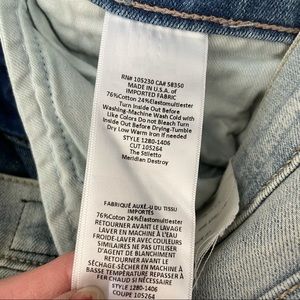 RN# 105230 CA# 58350
MADE IN U.S.A. of
IMPORTED FABRIC
76%Cotton 24%Elastomultiester
Turn Inside Out Before
Washing-Machine Wash Cold with
Like Colors Do not Bleach Turn
Inside Out Before Drying-Tumble
Dry Low Warm Iron if needed
STYLE 1280-1406
CUT 105264
The Stiletto
Meridian Destroy
FABRIQUÉ AUXÉ.-U DU TISSU
IMPORTÉS
76%Cotton 24%Elastomultiester
RETOURNER AVANT LE LAVAGE
LAVER EN MACHINE À L'EAU
FROIDE-LAVER AVEC COULEURS
SIMILAIRES NE PAS UTILISER
D'AGENT DE BLANCHIMENT
RETOURNER AVANT LE
SÉCHAGE-SÉCHER EN MACHINE À
BASSE TEMPÉRATURE REPASSER À
FER CHAUD SI NÉCESSAIRE
STYLE 1280-1406
COUPE 105264